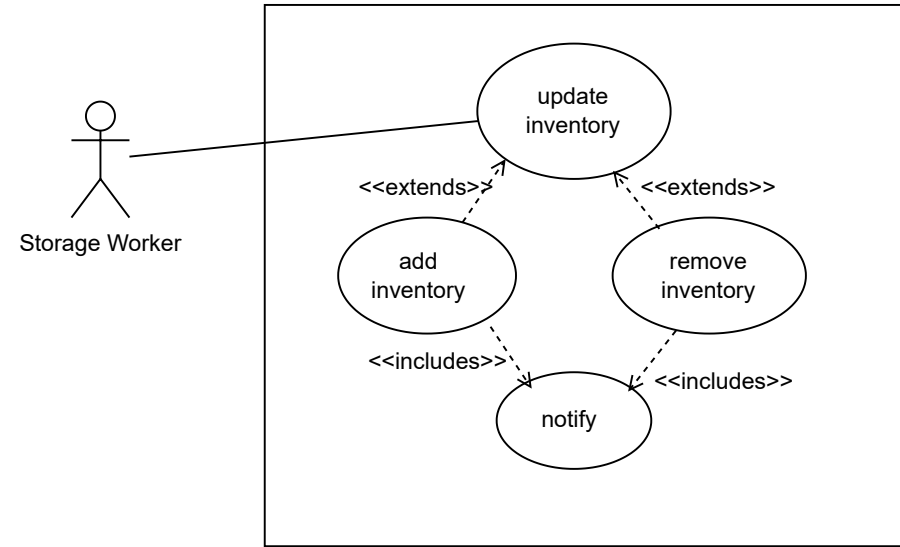 update
inventory
<<extends>>
<<extends>>
Storage Worker
add
inventory
remove
inventory
<<includes>>
<<includes>>
notify